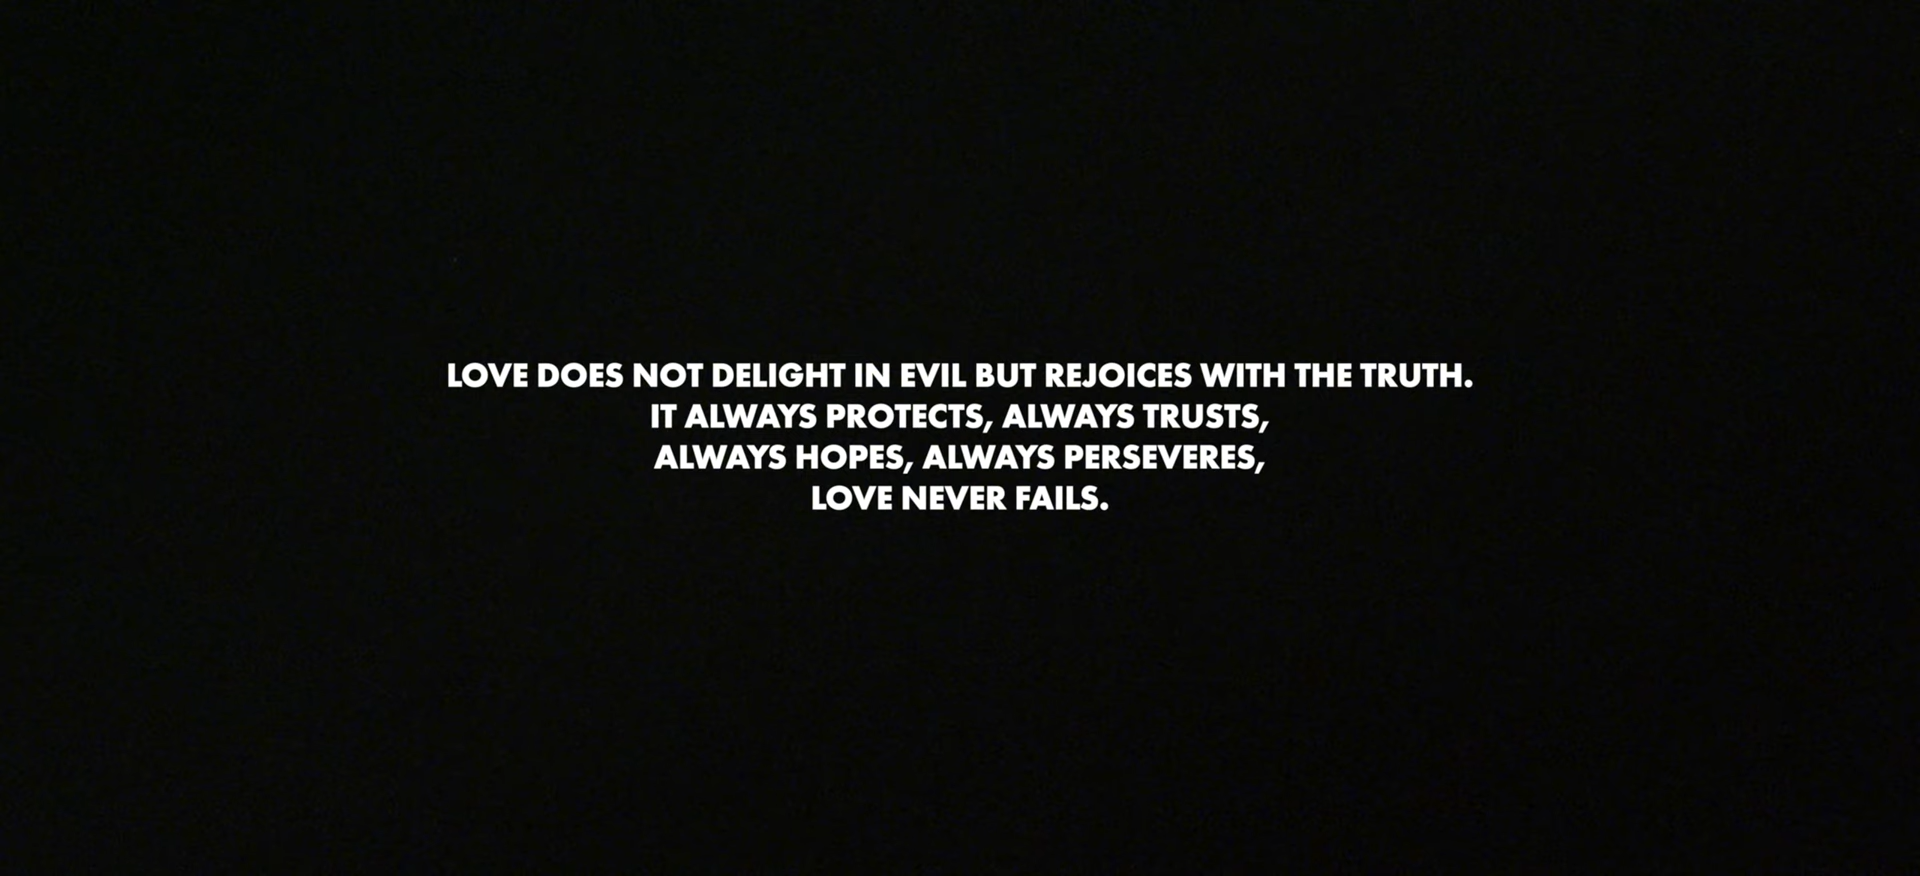 LOVE DOES NOT DELIGHT IN EVIL BUT REJOICES WITH THE TRUTH.
IT ALWAYS PROTECTS, ALWAYS TRUSTS,
ALWAYS HOPES, ALWAYS PERSEVERES,
LOVE NEVER FAILS.